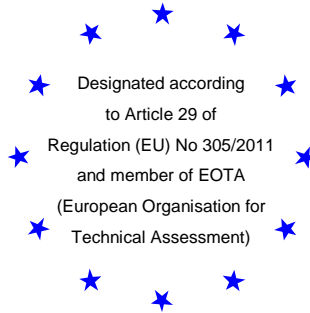 Designated according
to Article 29 of
Regulation (EU) No 305/2011
and member of EOTA
(European Organisation for
Technical Assessment)